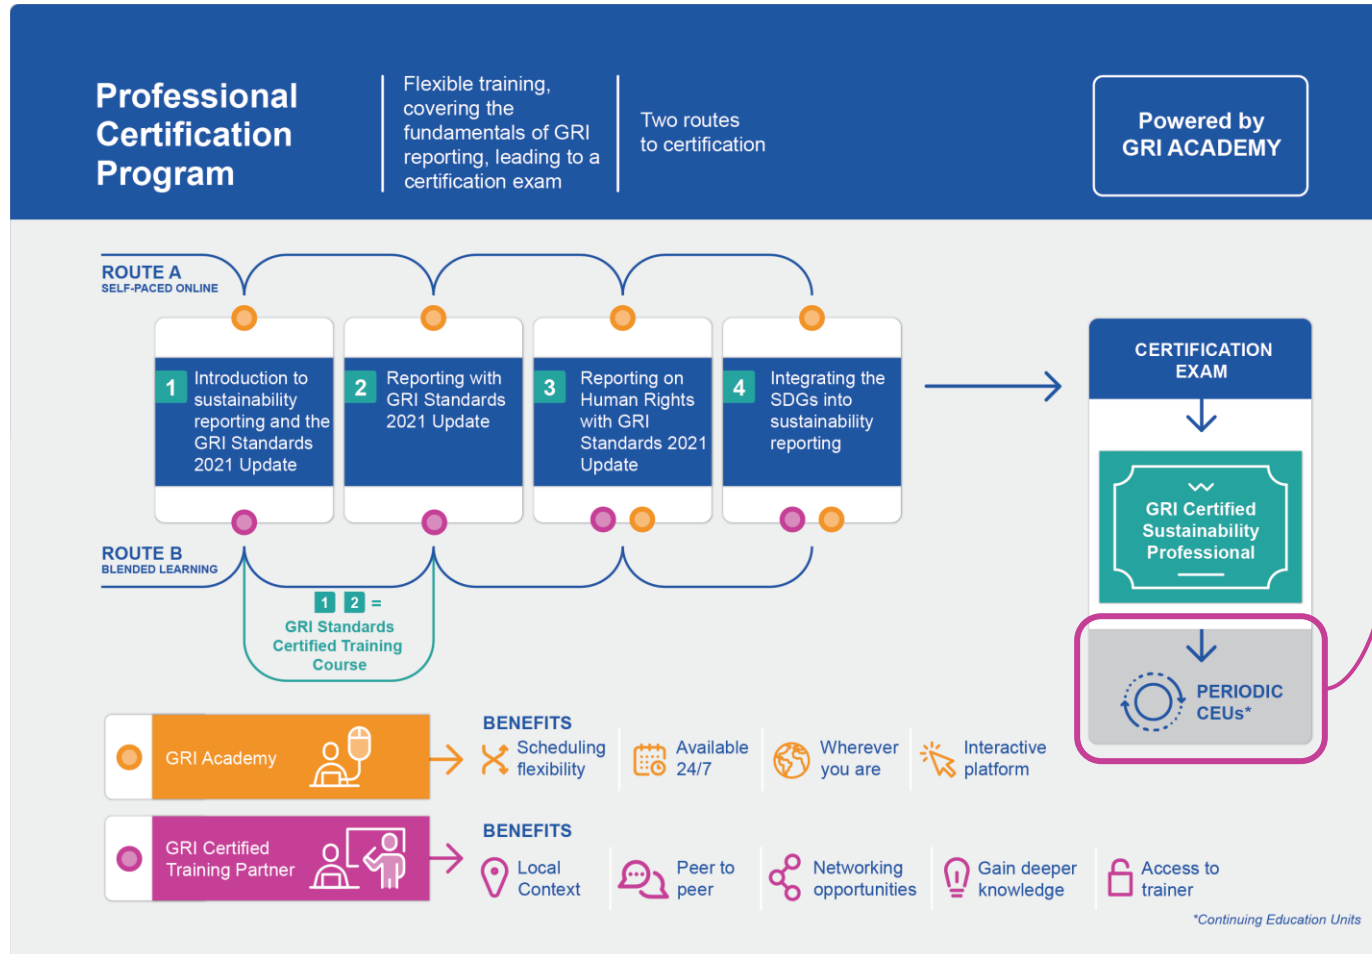 Professional
Certification
Program
Flexible training,
covering the
fundamentals of GRI
reporting, leading to a
certification exam
Two routes
to certification
Powered by
GRI ACADEMY
ROUTE A
SELF-PACED ONLINE
1
Introduction to
sustainability
reporting and the
GRI Standards
2021 Update
2
Reporting with
GRI Standards
2021 Update
3
Reporting on
Human Rights
with GRI
Standards 2021
Update
4
Integrating the
SDGs into
sustainability
reporting
CERTIFICATION
EXAM
GRI Certified
Sustainability
Professional
PERIODIC
CEUs*
ROUTE B
BLENDED LEARNING
1 2 =
GRI Standards
Certified Training
Course
GRI Academy
BENEFITS
Scheduling
flexibility
Available
24/7
Wherever
you are
Interactive
platform
GRI Certified
Training Partner
BENEFITS
Local
Context
Peer to
peer
Networking
opportunities
Gain deeper
knowledge
Access to
trainer
*Continuing Education Units